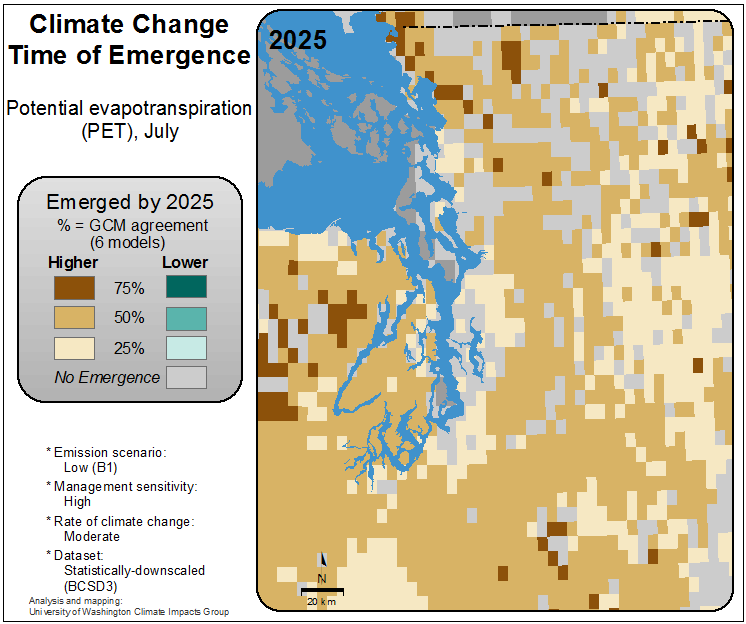 Climate Change
Time of Emergence
Potential evapotranspiration
(PET), July
Emerged by 2025
% = GCM agreement
(6 models)
Higher Lower
75%
50%
25%
No Emergence
* Emission scenario:
Low (B1)
* Management sensitivity:
High
* Rate of climate change:
Moderate
* Dataset:
Statistically-downscaled
(BCSD3)
Analysis and mapping:
University of Washington Climate Impacts Group
2025
N
20 km